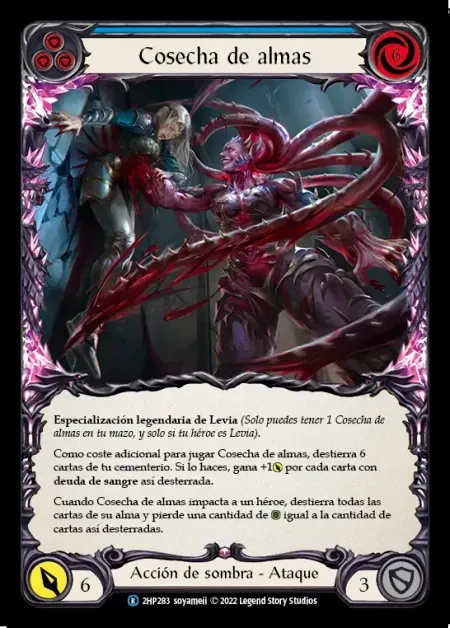 Cosecha de almas
6
Especialización legendaria de Levia (Solo puedes tener 1 Cosecha de
almas en tu mazo, y solo si tu héroe es Levia).
Como coste adicional para jugar Cosecha de almas, destierra 6
cartas de tu cementerio. Si lo haces, gana +1 por cada carta con
deuda de sangre así desterrada.
Cuando Cosecha de almas impacta a un héroe, destierra todas las
cartas de su alma y pierde una cantidad de igual a la cantidad de
cartas así desterradas.
6 Acción de sombra - Ataque 3
R 2HP283 soyameii © 2022 Legend Story Studios